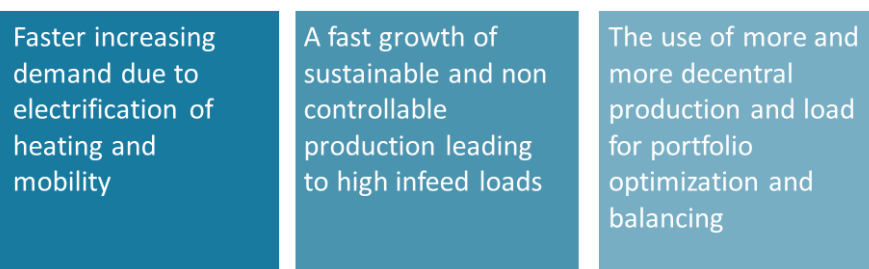 Faster increasing
demand due to
electrification of
heating and
mobility
A fast growth of
sustainable and non
controllable
production leading
to high infeed loads
The use of more and
more decentral
production and load
for portfolio
optimization and
balancing